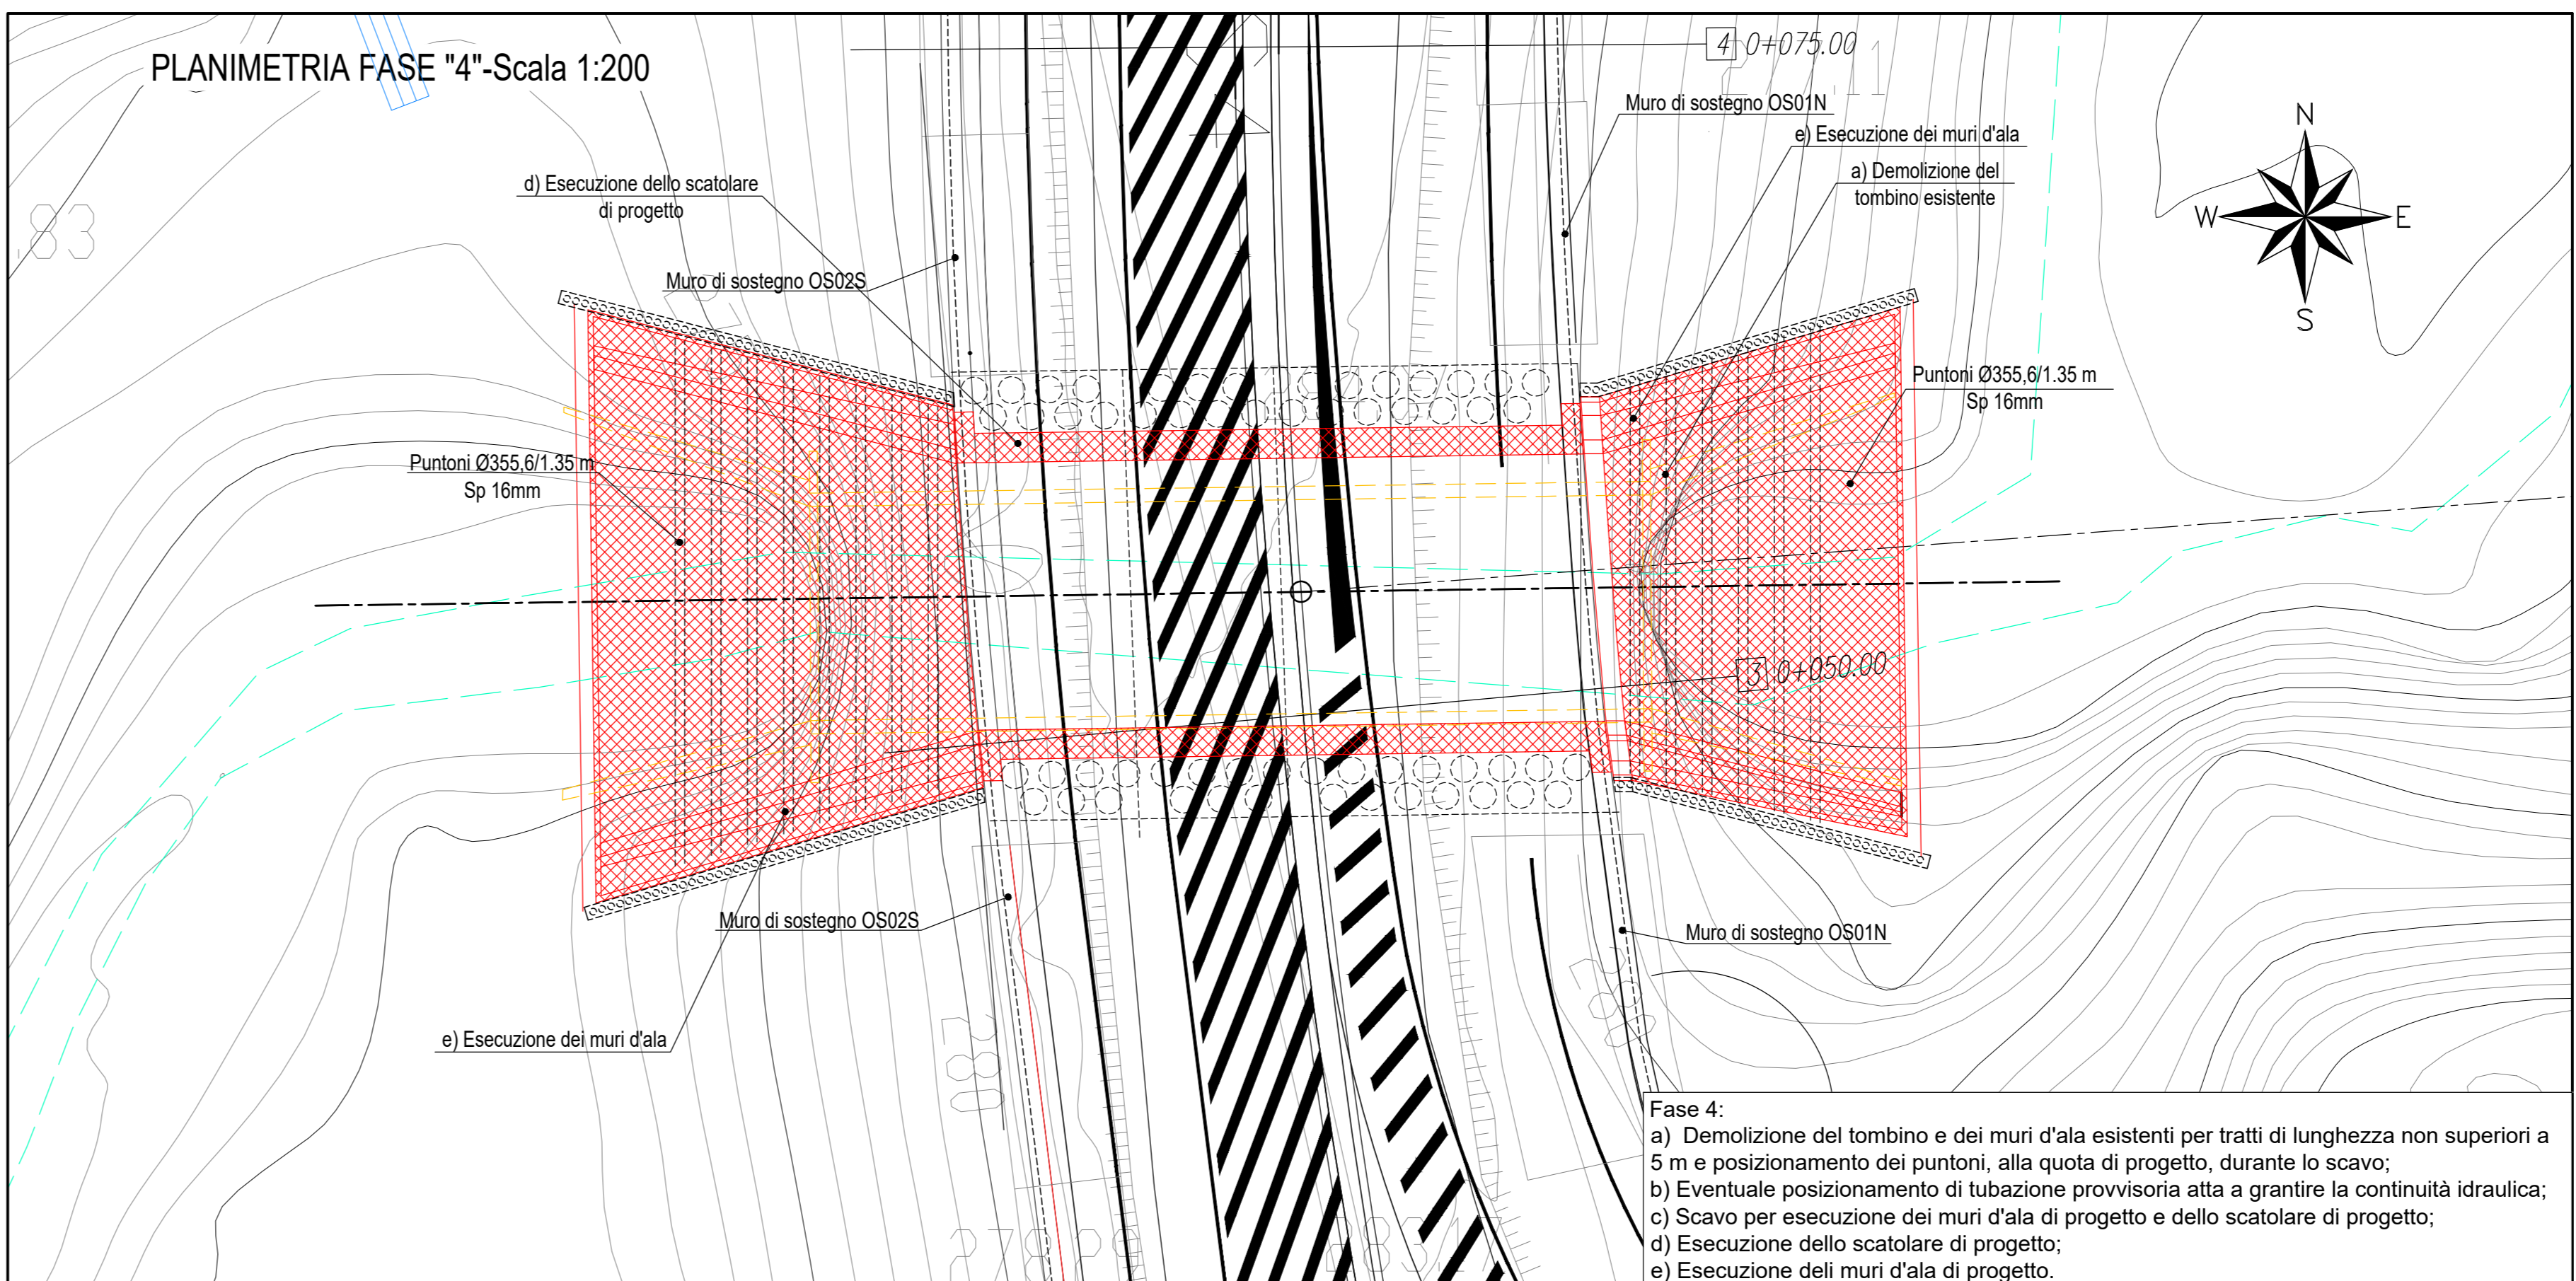 PLANIMETRIA FASE "4"-Scala 1:200
4 0+075.00
Muro di sostegno OS01N
e) Esecuzione dei muri d'ala
a) Demolizione del
tombino esistente
N
W
E
S
d) Esecuzione dello scatolare
di progetto
Muro di sostegno OS02S
83
Puntoni Ø355,6/1.35 m
Sp 16mm
Puntoni Ø355,6/1.35 m
Sp 16mm
3 0+050.00
Muro di sostegno OS02S
Muro di sostegno OS01N
e) Esecuzione dei muri d'ala
Fase 4:
a) Demolizione del tombino e dei muri d'ala esistenti per tratti di lunghezza non superiori a
5 m e posizionamento dei puntoni, alla quota di progetto, durante lo scavo;
b) Eventuale posizionamento di tubazione provvisoria atta a grantire la continuità idraulica;
c) Scavo per esecuzione dei muri d'ala di progetto e dello scatolare di progetto;
d) Esecuzione dello scatolare di progetto;
e) Esecuzione deli muri d'ala di progetto.